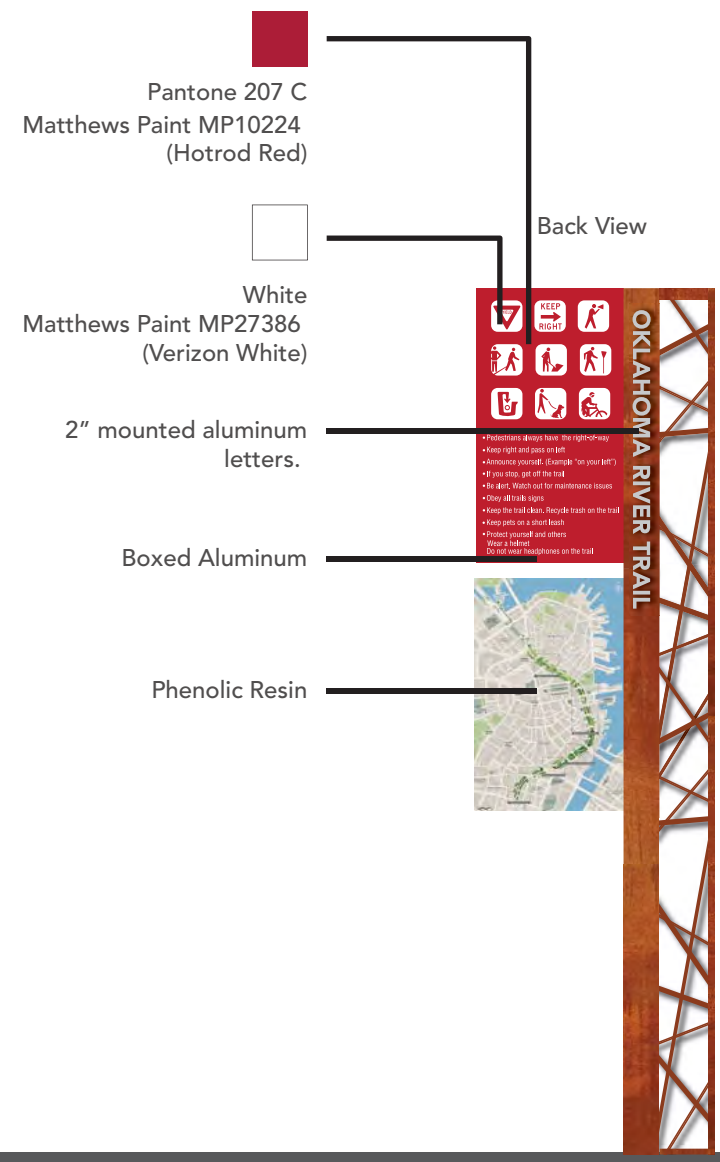 Pantone 207 C
Matthews Paint MP10224
(Hotrod Red)
Back View
White
Matthews Paint MP27386
(Verizon White)
KEEP
RIGHT
OKLAHOMA RIVER TRAIL
2” mounted aluminum
letters.
• Pedestrians always have the right-of-way
• Keep right and pass on left
• Announce yourself. (Example "on your left")
• If you stop, get off the trail
• Be alert. Watch out for maintenance issues
• Obey all trails signs
• Keep the trail clean. Recycle trash on the trail
• Keep pets on a short leash
• Protect yourself and others
Wear a helmet
Do not wear headphones on the trail
Boxed Aluminum
Phenolic Resin